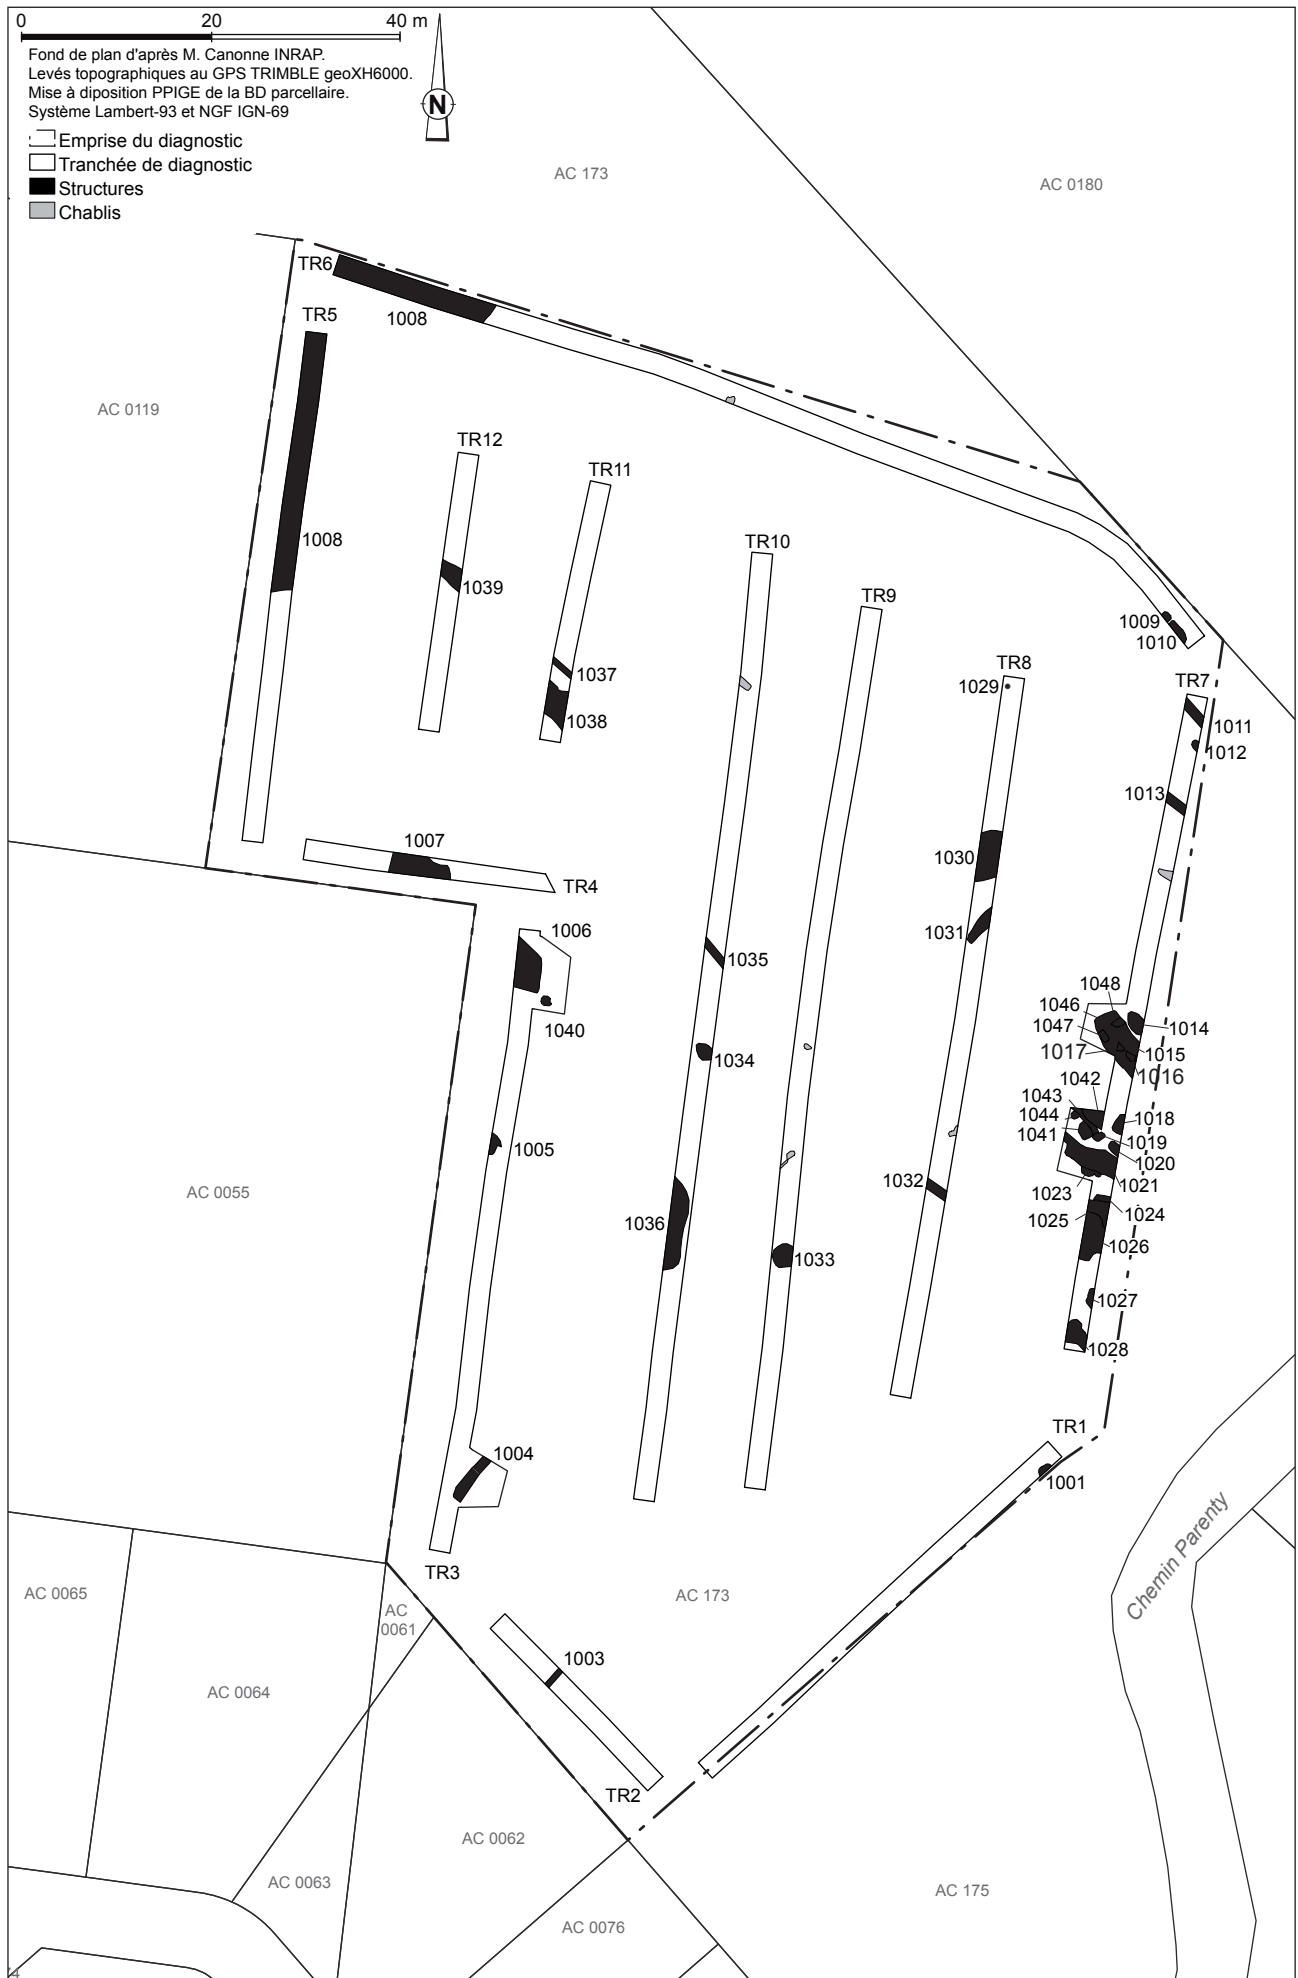 0 20 40 m
Fond de plan d'après M. Canonne INRAP.
Levés topographiques au GPS TRIMBLE geoXH6000.
Mise à diposition PPIGE de la BD parcellaire.
Système Lambert-93 et NGF IGN-69
N
Emprise du diagnostic
Tranchée de diagnostic
Structures
Chablis
AC 173
AC 0180
TR6
1008
TR5
AC 0119
TR12
TR11
1008
TR10
1039
TR9
1009
1010
TR8
1029
TR7
1037
1038
1011
1012
1013
1007
1030
TR4
1006
1031
1035
1040
1048
1046
1047
1014
1017
1015
1016
1034
1042
1043
1044
1041
1018
1019
1020
1005
1021
1023
1032
AC 0055
1036
1025
1024
1026
1033
1027
1028
TR1
1004
1001
TR3
Chemin Parenty
AC 0065
AC
0061
AC 173
1003
AC 0064
TR2
AC 0062
AC 0063
AC 175
AC 0076